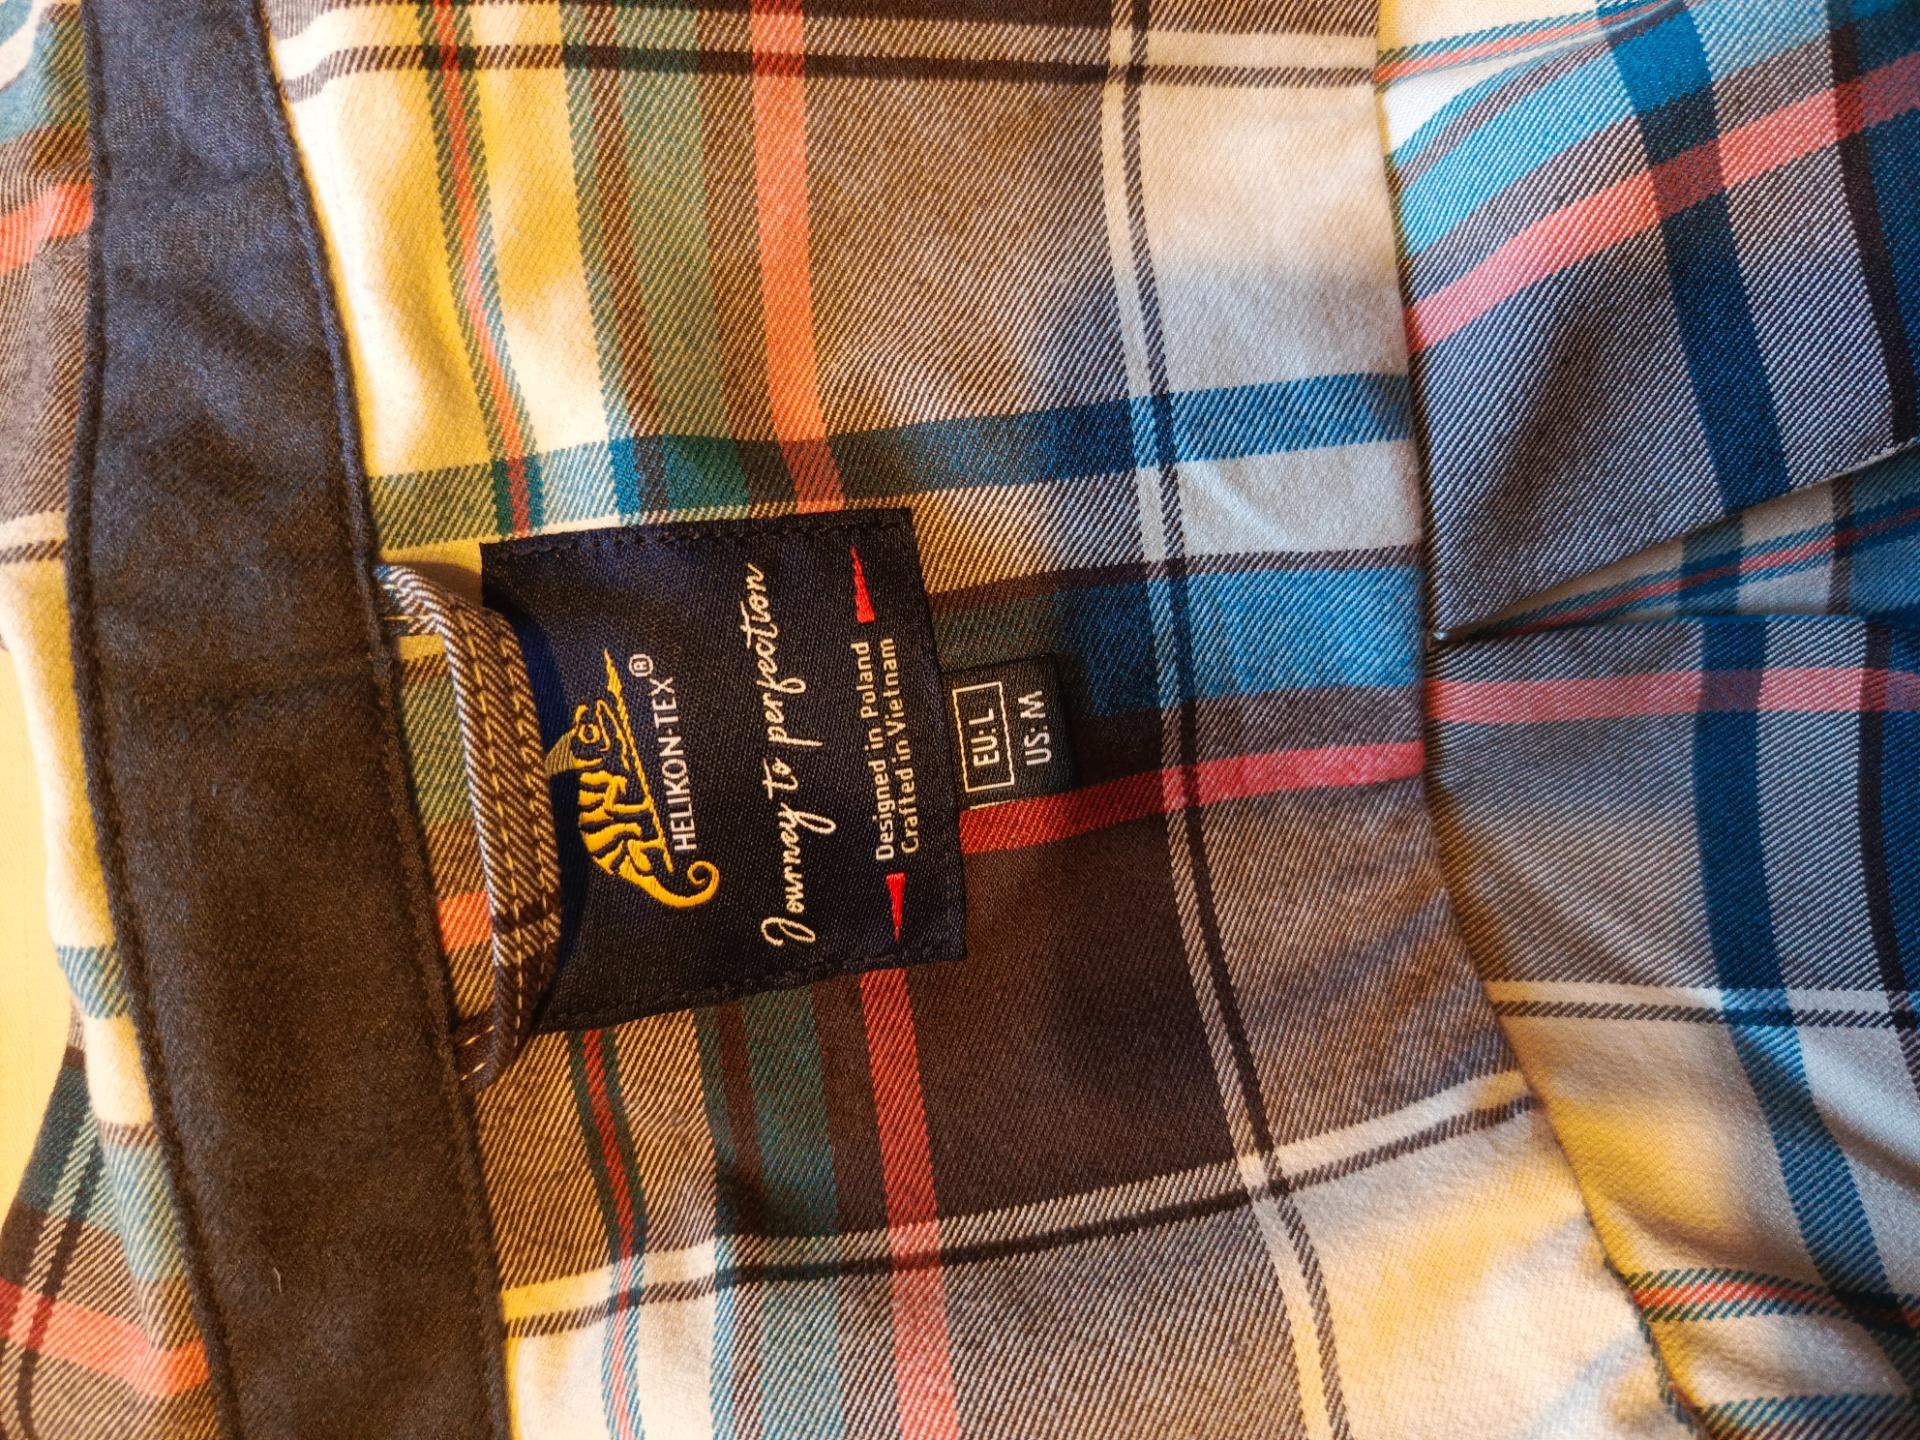 HELIKON-TEX®
Journey to perfection
Designed in Poland
Crafted in Vietnam
EU: L
US: M